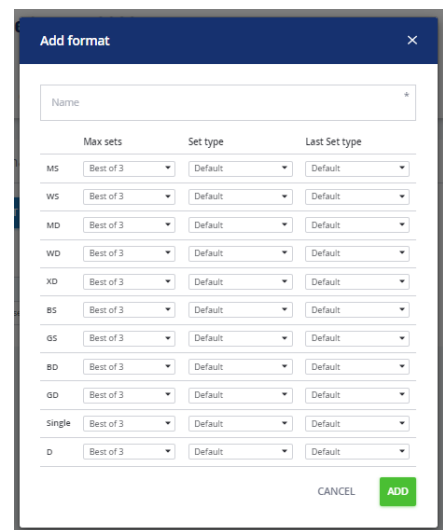 Add format ×
Name *
Max sets Set type Last Set type
MS Best of 3 Default Default
WS Best of 3 Default Default
MD Best of 3 Default Default
WD Best of 3 Default Default
XD Best of 3 Default Default
BS Best of 3 Default Default
GS Best of 3 Default Default
BD Best of 3 Default Default
GD Best of 3 Default Default
Single Best of 3 Default Default
D Best of 3 Default Default
CANCEL ADD